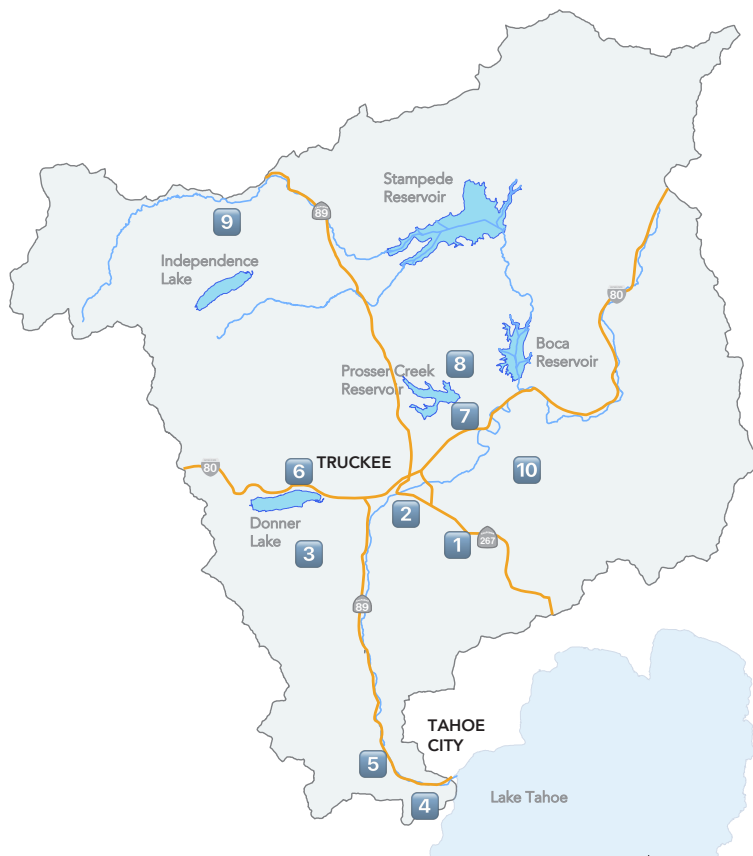 Stampede
Reservoir
89
9
Independence
Lake
80
Boca
Reservoir
8
Prosser Creek
Reservoir
7
TRUCKEE
6
80
10
Donner
Lake
2
1
267
3
89
TAHOE
CITY
5
4
Lake Tahoe